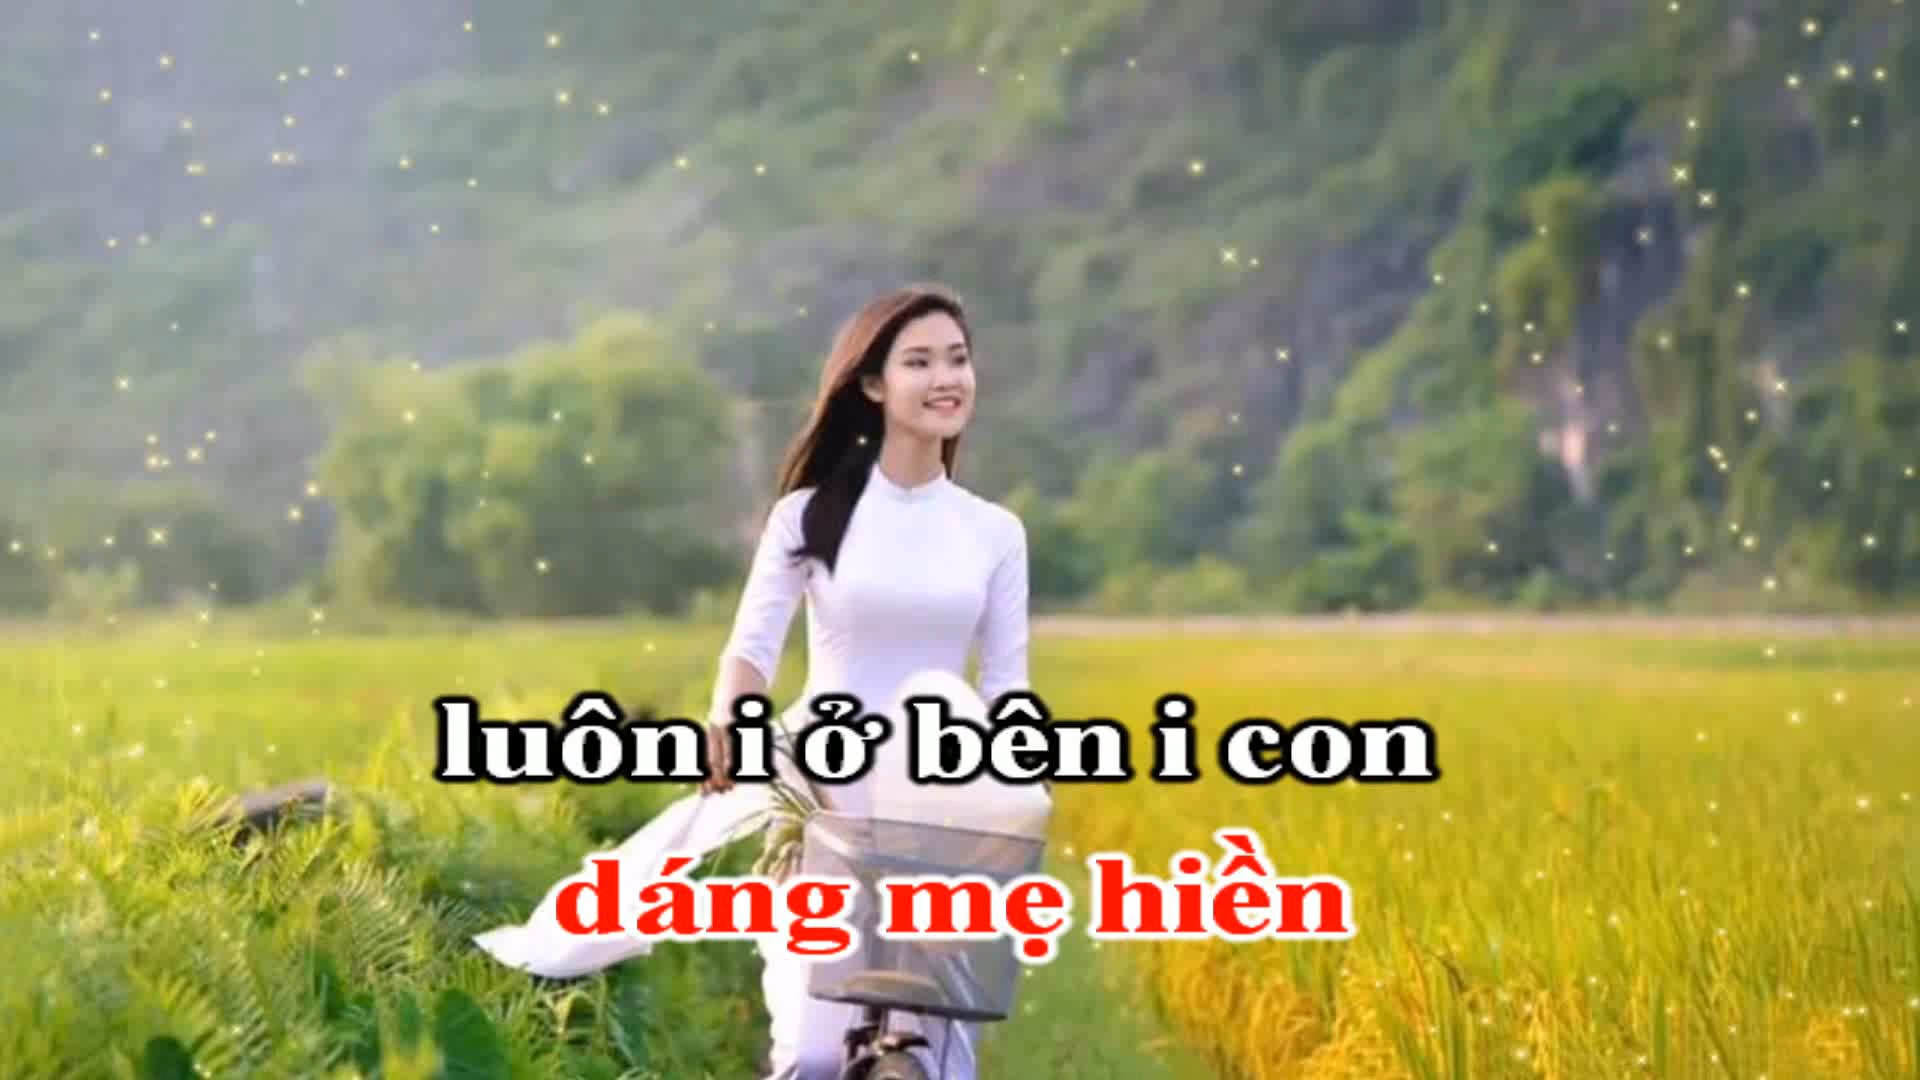 luôn i ở bên i con
dáng mẹ hiền